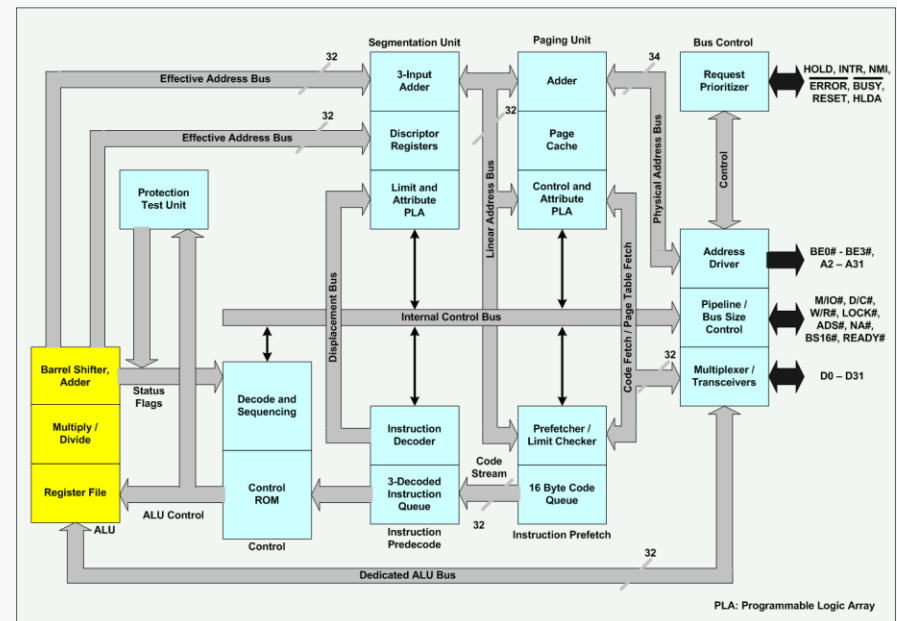 Segmentation Unit
Paging Unit
Bus Control
32
34
Effective Address Bus
3-Input
Adder
Adder
Request
Prioritizer
HOLD, INTR, NMI,
ERROR, BUSY,
RESET, HLDA
32
32
Effective Address Bus
Discriptor
Registers
Page
Cache
Physical Address Bus
Control
Protection
Test Unit
Limit and
Attribute
PLA
Linear Address Bus
Control and
Attribute
PLA
Address
Driver
BE0# - BE3#,
A2 – A31
Displacement Bus
Code Fetch / Page Table Fetch
Internal Control Bus
Pipeline /
Bus Size
Control
M/IO#, D/C#,
W/R#, LOCK#,
ADS#, NA#,
BS16#, READY#
Barrel Shifter,
Adder
Status
Flags
Decode and
Sequencing
32
Multiplexer /
Transceivers
D0 – D31
Multiply /
Divide
Instruction
Decoder
Prefetcher /
Limit Checker
Register File
ALU Control
Control
ROM
3-Decoded
Instruction
Queue
Code
Stream
32
16 Byte Code
Queue
ALU
Control
Instruction
Predecode
Instruction Prefetch
32
Dedicated ALU Bus
PLA: Programmable Logic Array